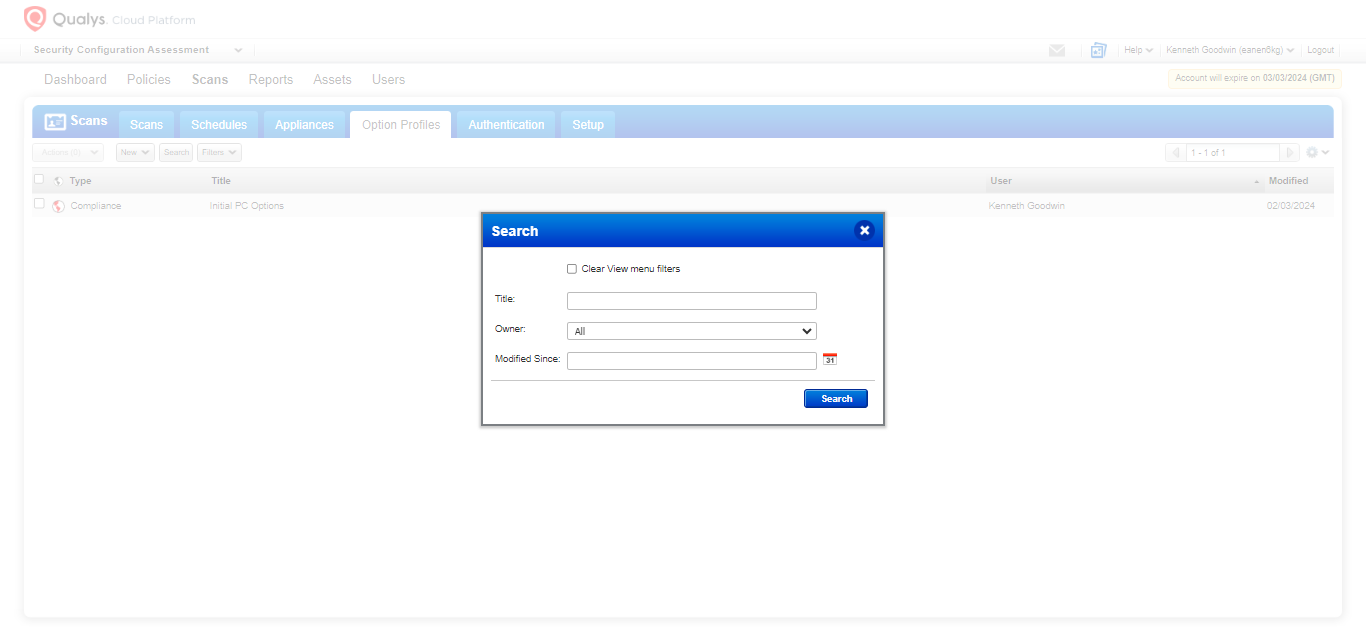 Qualys. Cloud Platform
Security Configuration Assessment
Help
Kenneth Goodwin (eanen8kg)
Logout
Dashboard Policies Scans Reports Assets Users
Account will expire on 03/03/2024 (GMT)
Scans
Scans Schedules Appliances Option Profiles Authentication Setup
Actions (0) New Search Filters
1 - 1 of 1
Type Title User Modified
Compliance Initial PC Options Kenneth Goodwin 02/03/2024
Search
Clear View menu filters
Title:
Owner: All
Modified Since: 31
Search